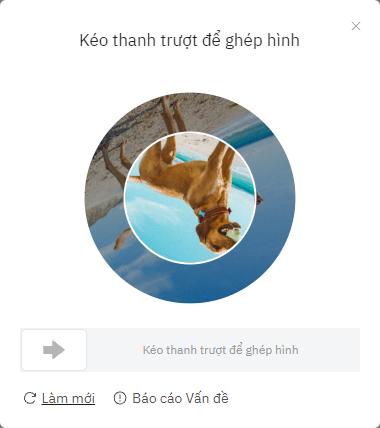 Kéo thanh trượt để ghép hình
Kéo thanh trượt để ghép hình
Làm mới
Báo cáo Vấn đề